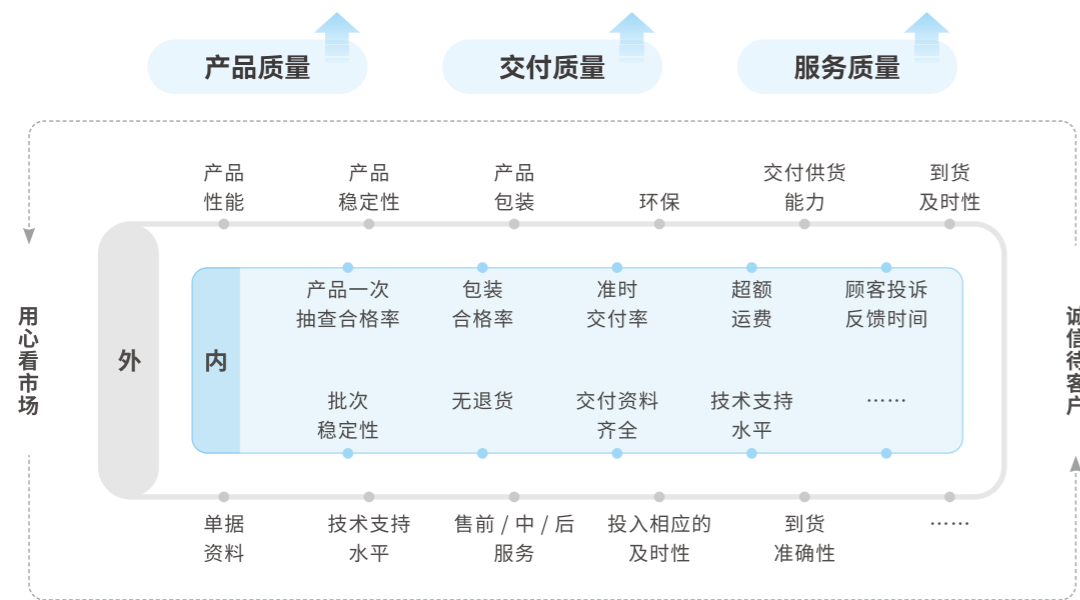 产品质量
交付质量
服务质量
产品
性能
产品
稳定性
产品
包装
环保
交付供货
能力
到货
及时性
用心看市场
外
内
产品一次
抽查合格率
包装
合格率
准时
交付率
超额
运费
顾客投诉
反馈时间
批次
稳定性
无退货
交付资料
齐全
技术支持
水平
……
诚信待客户
单据
资料
技术支持
水平
售前 / 中 / 后
服务
投入相应的
及时性
到货
准确性
……